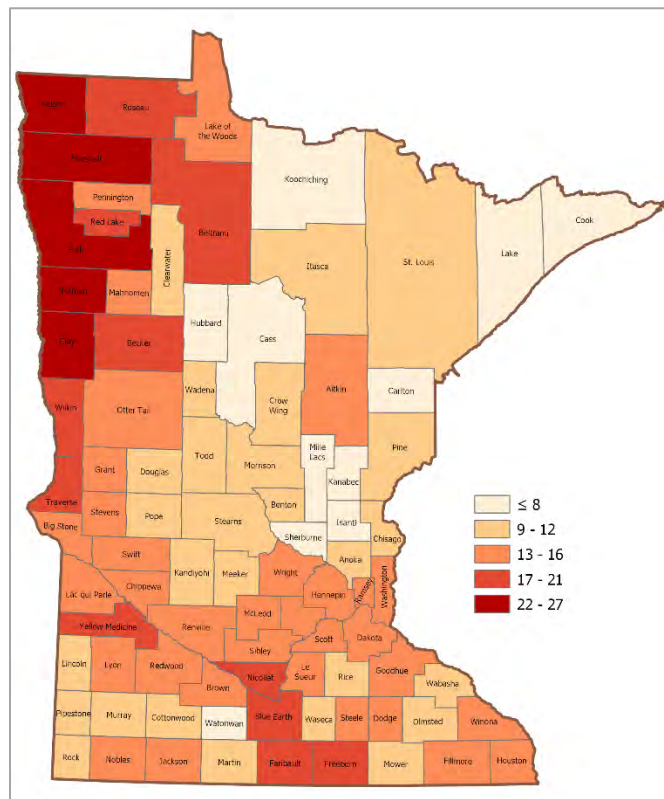 Kittson
Roseau
Lake of
the Woods
Koochiching
Marshall
Pennington
Red Lake
Beltrami
St. Louis
Lake
Cook
Polk
Clearwater
Itasca
Norman
Mahnomen
Hubbard
Cass
Clay
Becker
Wadena
Crow
Wing
Aitkin
Carlton
Wilkin
Otter Tail
Todd
Morrison
Mille
Lacs
Kanabec
Pine
Grant
Douglas
Traverse
Stevens
Pope
Stearns
Benton
Isanti
Chisago
Big Stone
Sherburne
Anoka
Swift
Kandiyohi
Meeker
Wright
Hennepin
Ramsey
Washington
Lac qui Parle
Chippewa
McLeod
Yellow Medicine
Renville
Scott
Dakota
Sibley
Lincoln
Lyon
Redwood
Nicollet
Le
Sueur
Rice
Goodhue
Wabasha
Brown
Pipestone
Murray
Cottonwood
Watonwan
Blue Earth
Waseca
Steele
Dodge
Olmsted
Winona
Rock
Nobles
Jackson
Martin
Faribault
Freeborn
Mower
Fillmore
Houston
≤ 8
9 - 12
13 - 16
17 - 21
22 - 27